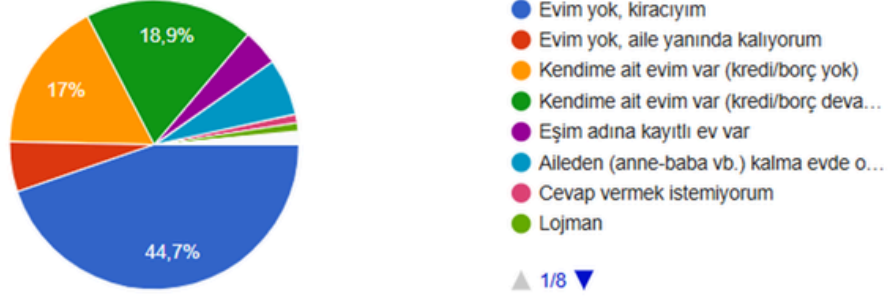 18,9%
17%
44,7%
Evim yok, kiracıyım
Evim yok, aile yanında kalıyorum
Kendime ait evim var (kredi/borç yok)
Kendime ait evim var (kredi/borç deva...
Eşim adına kayıtlı ev var
Aileden (anne-baba vb.) kalma evde o...
Cevap vermek istemiyorum
Lojman
1/8